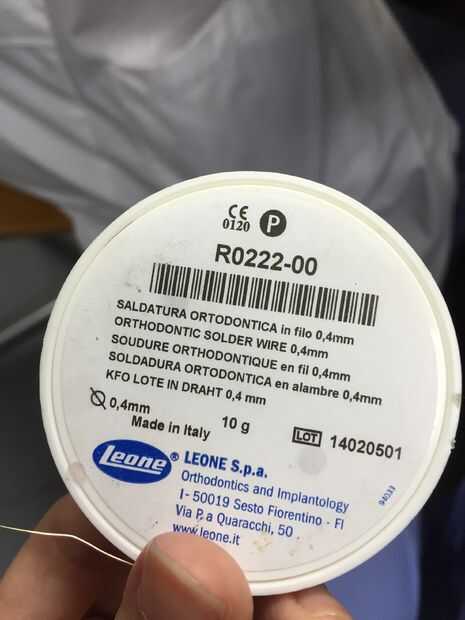 CE
0120 P
R0222-00
SALDATURA ORTODONTICA in filo 0,4mm
ORTHODONTIC SOLDER WIRE 0,4mm
SOUDURE ORTHODONTIQUE en fil 0,4mm
SOLDADURA ORTODONTICA en alambre 0,4mm
KFO LOTE IN DRAHT 0,4 mm
0,4mm
10 g
Made in Italy
LOT 14020501
Leone ® LEONE S.p.a.
Orthodontics and Implantology
I - 50019 Sesto Fiorentino - FI
Via P.a Quaracchi, 50
www.leone.it